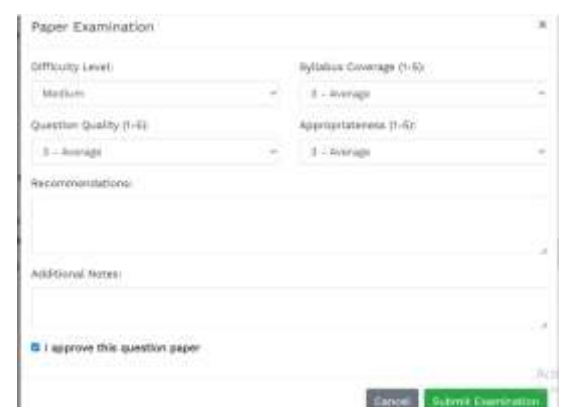 Paper Examination ×
Difficulty Level: Syllabus Coverage (1-5):
Medium 3 - Average
Question Quality (1-5): Appropriateness (1-5):
3 - Average 3 - Average
Recommendations:
Additional Notes:
I approve this question paper
Cancel Submit Examination